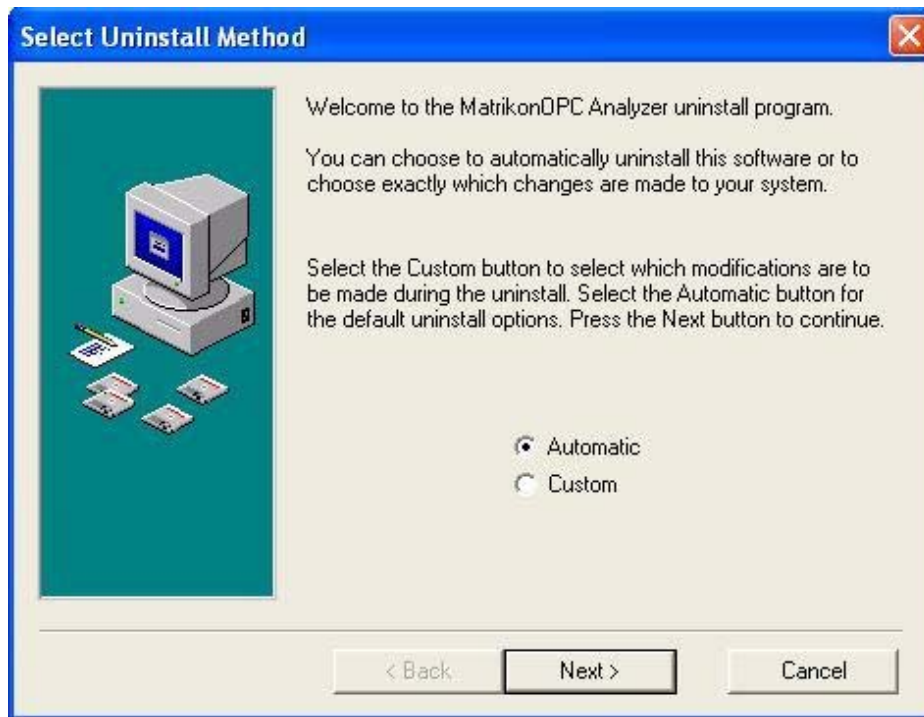 Select Uninstall Method
Welcome to the MatrikonOPC Analyzer uninstall program.
You can choose to automatically uninstall this software or to
choose exactly which changes are made to your system.
Select the Custom button to select which modifications are to
be made during the uninstall. Select the Automatic button for
the default uninstall options. Press the Next button to continue.
Automatic
Custom
< Back
Next >
Cancel